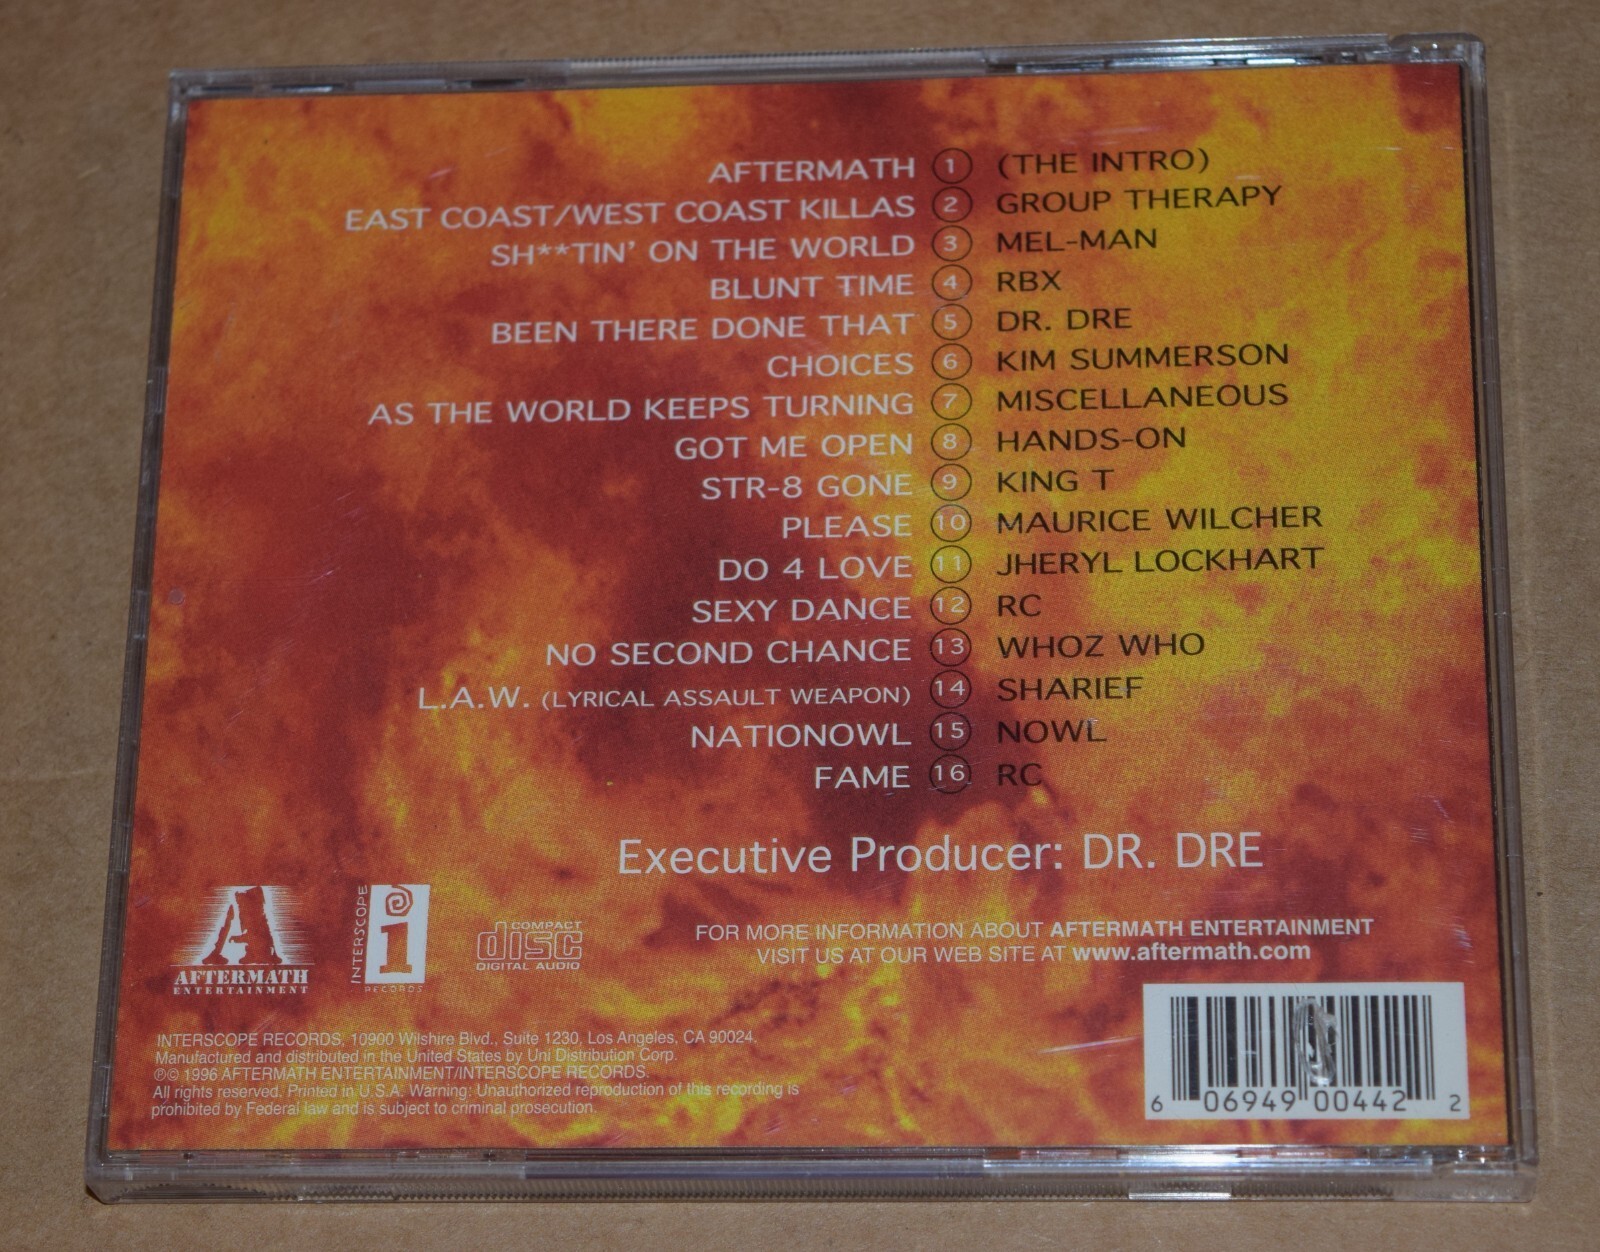 AFTERMATH 1 (THE INTRO)
EAST COAST/WEST COAST KILLAS 2 GROUP THERAPY
SH**TIN' ON THE WORLD 3 MEL-MAN
BLUNT TIME 4 RBX
BEEN THERE DONE THAT 5 DR. DRE
CHOICES 6 KIM SUMMERSON
AS THE WORLD KEEPS TURNING 7 MISCELLANEOUS
GOT ME OPEN 8 HANDS-ON
STR-8 GONE 9 KING T
PLEASE 10 MAURICE WILCHER
DO 4 LOVE 11 JHERYL LOCKHART
SEXY DANCE 12 RC
NO SECOND CHANCE 13 WHOZ WHO
L.A.W. (LYRICAL ASSAULT WEAPON) 14 SHARIEF
NATIONOWL 15 NOWL
FAME 16 RC
Executive Producer: DR. DRE
A
AFTERMATH
ENTERTAINMENT
INTERSCOPE
i
RECORDS
COMPACT
disc
DIGITAL AUDIO
FOR MORE INFORMATION ABOUT AFTERMATH ENTERTAINMENT
VISIT US AT OUR WEB SITE AT www.aftermath.com
INTERSCOPE RECORDS, 10900 Wilshire Blvd., Suite 1230, Los Angeles, CA 90024.
Manufactured and distributed in the United States by Uni Distribution Corp.
℗© 1996 AFTERMATH ENTERTAINMENT/INTERSCOPE RECORDS.
All rights reserved. Printed in U.S.A. Warning: Unauthorized reproduction of this recording is
prohibited by Federal law and is subject to criminal prosecution.
6 06949 00442 2